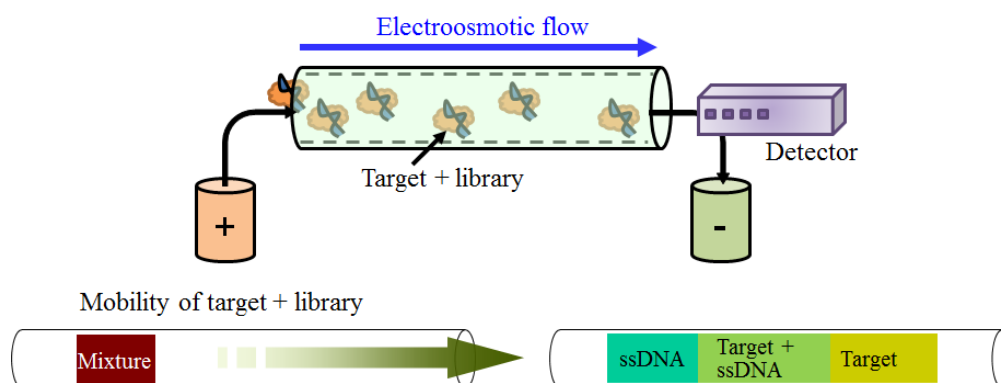 Electroosmotic flow
Detector
Target + library
+
-
Mobility of target + library
Mixture
ssDNA
Target +
ssDNA
Target